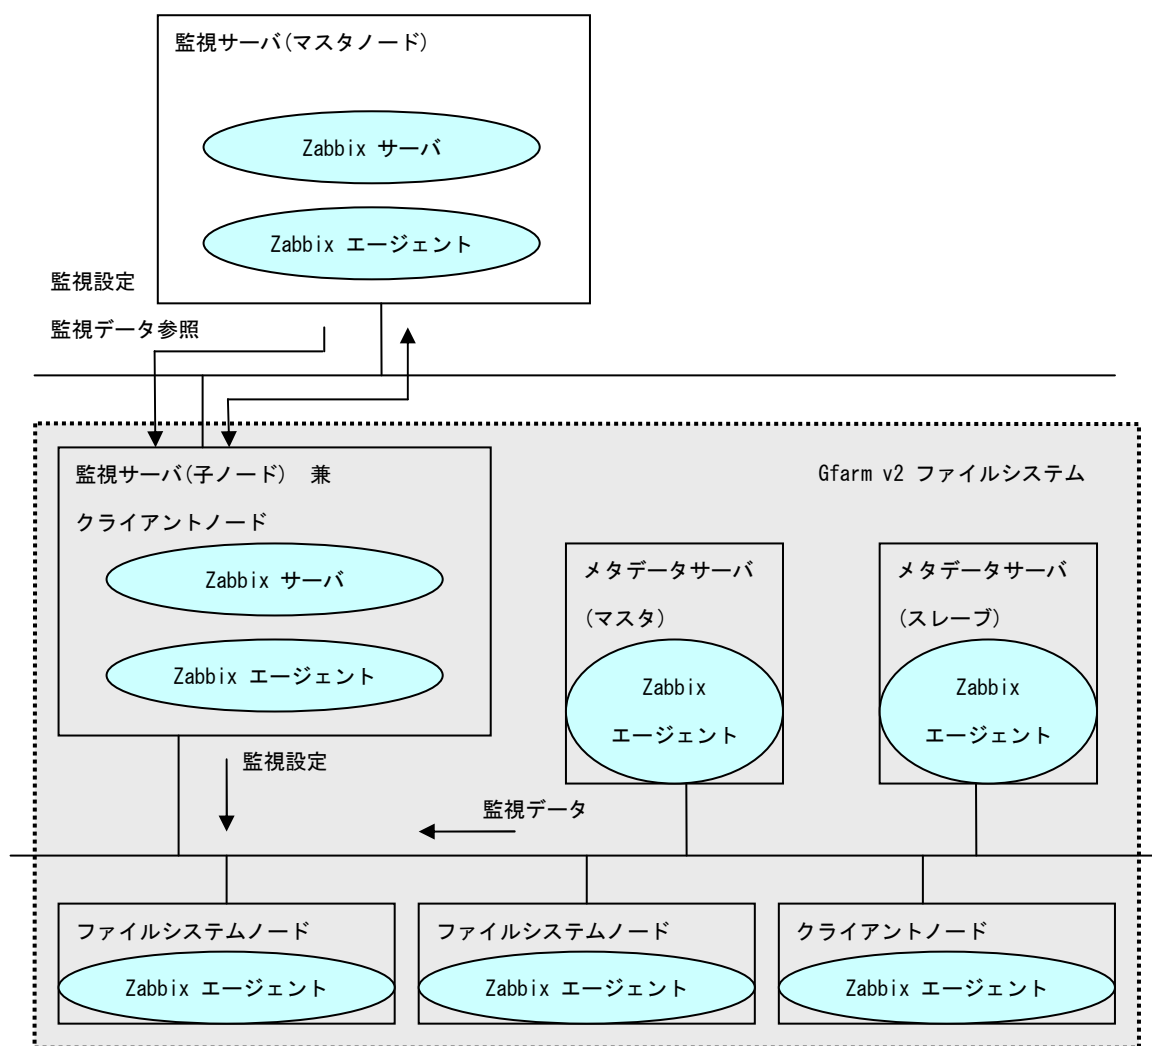 監視サーバ(マスタノード)
Zabbix サーバ
Zabbix エージェント
監視設定
監視データ参照
監視サーバ(子ノード) 兼
クライアントノード
Zabbix サーバ
Zabbix エージェント
Gfarm v2 ファイルシステム
メタデータサーバ
(マスタ)
Zabbix
エージェント
メタデータサーバ
(スレーブ)
Zabbix
エージェント
監視設定
監視データ
ファイルシステムノード
Zabbix エージェント
ファイルシステムノード
Zabbix エージェント
クライアントノード
Zabbix エージェント